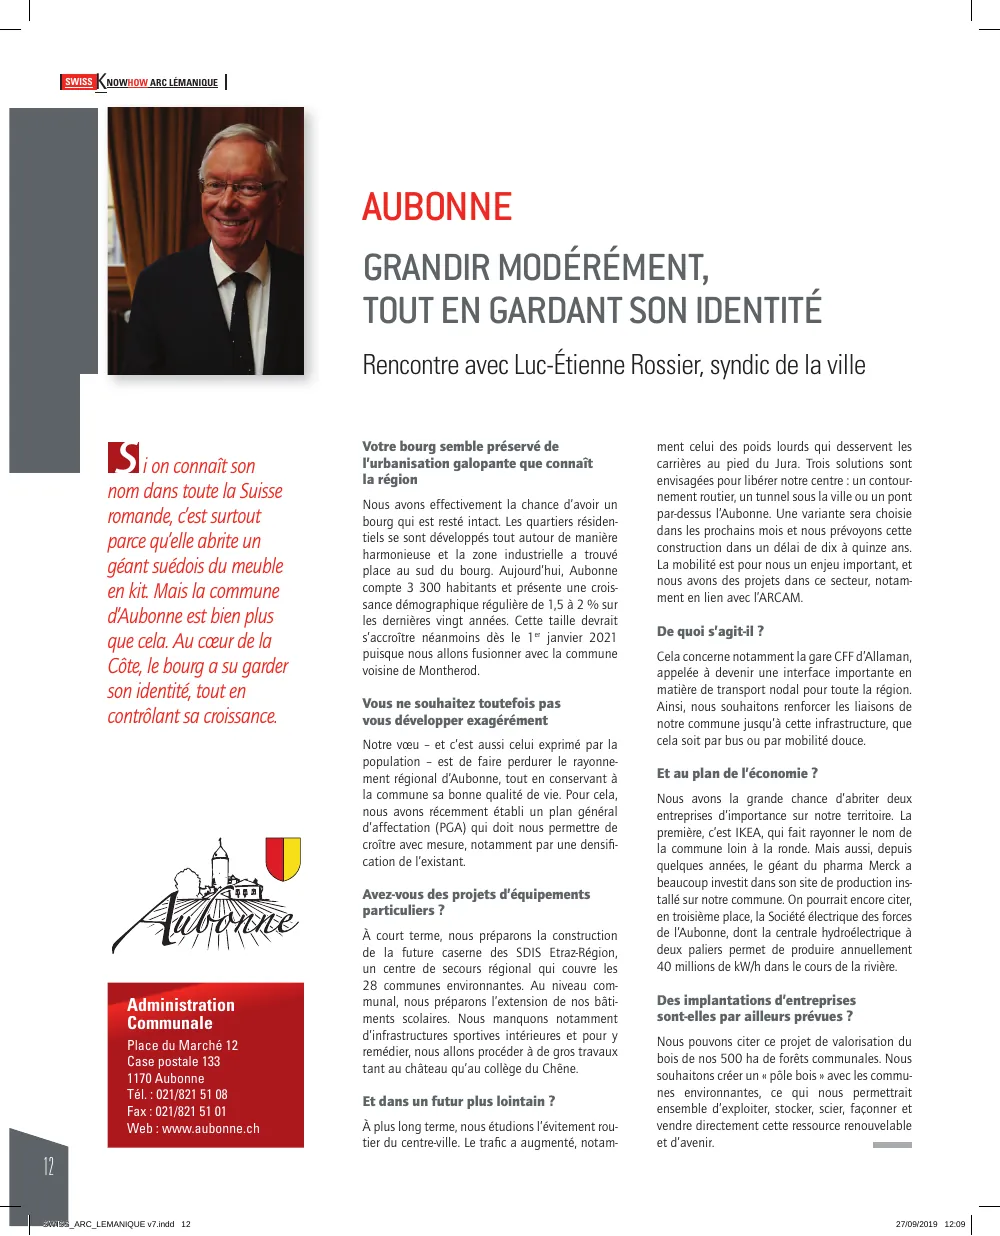 SWISS KNOWHOW ARC LÉMANIQUE
AUBONNE
GRANDIR MODÉRÉMENT,
TOUT EN GARDANT SON IDENTITÉ
Rencontre avec Luc-Étienne Rossier, syndic de la ville
Si on connaît son
nom dans toute la Suisse
romande, c’est surtout
parce qu’elle abrite un
géant suédois du meuble
en kit. Mais la commune
d’Aubonne est bien plus
que cela. Au cœur de la
Côte, le bourg a su garder
son identité, tout en
contrôlant sa croissance.
Aubonne
Administration
Communale
Place du Marché 12
Case postale 133
1170 Aubonne
Tél. : 021/821 51 08
Fax : 021/821 51 01
Web : www.aubonne.ch
Votre bourg semble préservé de
l’urbanisation galopante que connaît
la région
Nous avons effectivement la chance d’avoir un
bourg qui est resté intact. Les quartiers résiden-
tiels se sont développés tout autour de manière
harmonieuse et la zone industrielle a trouvé
place au sud du bourg. Aujourd’hui, Aubonne
compte 3 300 habitants et présente une crois-
sance démographique régulière de 1,5 à 2 % sur
les dernières vingt années. Cette taille devrait
s’accroître néanmoins dès le 1er janvier 2021
puisque nous allons fusionner avec la commune
voisine de Montherod.
Vous ne souhaitez toutefois pas
vous développer exagérément
Notre vœu – et c’est aussi celui exprimé par la
population – est de faire perdurer le rayonne-
ment régional d’Aubonne, tout en conservant à
la commune sa bonne qualité de vie. Pour cela,
nous avons récemment établi un plan général
d’affectation (PGA) qui doit nous permettre de
croître avec mesure, notamment par une densifi-
cation de l’existant.
Avez-vous des projets d’équipements
particuliers ?
À court terme, nous préparons la construction
de la future caserne des SDIS Etraz-Région,
un centre de secours régional qui couvre les
28 communes environnantes. Au niveau com-
munal, nous préparons l’extension de nos bâti-
ments scolaires. Nous manquons notamment
d’infrastructures sportives intérieures et pour y
remédier, nous allons procéder à de gros travaux
tant au château qu’au collège du Chêne.
Et dans un futur plus lointain ?
À plus long terme, nous étudions l’évitement rou-
tier du centre-ville. Le trafic a augmenté, notam-
ment celui des poids lourds qui desservent les
carrières au pied du Jura. Trois solutions sont
envisagées pour libérer notre centre : un contour-
nement routier, un tunnel sous la ville ou un pont
par-dessus l’Aubonne. Une variante sera choisie
dans les prochains mois et nous prévoyons cette
construction dans un délai de dix à quinze ans.
La mobilité est pour nous un enjeu important, et
nous avons des projets dans ce secteur, notam-
ment en lien avec l’ARCAM.
De quoi s’agit-il ?
Cela concerne notamment la gare CFF d’Allaman,
appelée à devenir une interface importante en
matière de transport nodal pour toute la région.
Ainsi, nous souhaitons renforcer les liaisons de
notre commune jusqu’à cette infrastructure, que
cela soit par bus ou par mobilité douce.
Et au plan de l’économie ?
Nous avons la grande chance d’abriter deux
entreprises d’importance sur notre territoire. La
première, c’est IKEA, qui fait rayonner le nom de
la commune loin à la ronde. Mais aussi, depuis
quelques années, le géant du pharma Merck a
beaucoup investit dans son site de production ins-
tallé sur notre commune. On pourrait encore citer,
en troisième place, la Société électrique des forces
de l’Aubonne, dont la centrale hydroélectrique à
deux paliers permet de produire annuellement
40 millions de kW/h dans le cours de la rivière.
Des implantations d’entreprises
sont-elles par ailleurs prévues ?
Nous pouvons citer ce projet de valorisation du
bois de nos 500 ha de forêts communales. Nous
souhaitons créer un « pôle bois » avec les commu-
nes environnantes, ce qui nous permettrait
ensemble d’exploiter, stocker, scier, façonner et
vendre directement cette ressource renouvelable
et d’avenir.
12
SWISS_ARC_LEMANIQUE v7.indd 12
27/09/2019 12:09